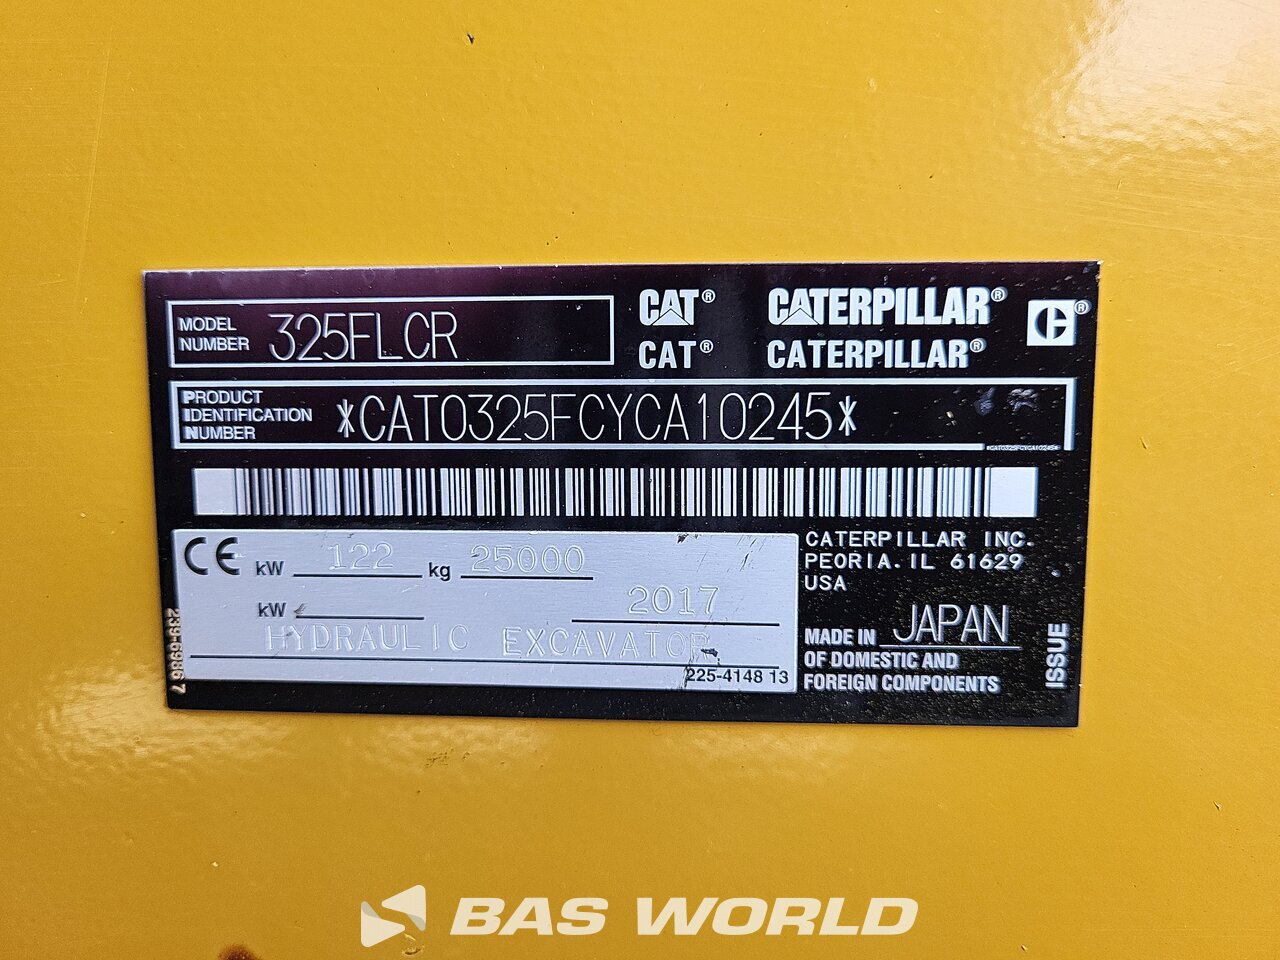 MODEL NUMBER 325FLCR
CAT® CATERPILLAR®
CAT® CATERPILLAR®
C®
PRODUCT IDENTIFICATION NUMBER *CAT0325FCYCA10245*
CE kW 122 kg 25000
kW 2017
HYDRAULIC EXCAVATOR
225-4148 13
239-6986 7
CATERPILLAR INC.
PEORIA. IL 61629
USA
MADE IN JAPAN
OF DOMESTIC AND
FOREIGN COMPONENTS
ISSUE
BAS WORLD